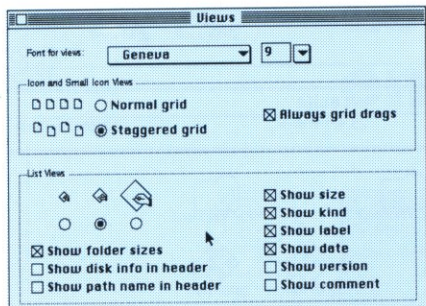 Views
Font for views: Geneva 9
Icon and Small Icon Views
Normal grid
Staggered grid
Always grid drags
List Views
Show folder sizes
Show disk info in header
Show path name in header
Show size
Show kind
Show label
Show date
Show version
Show comment